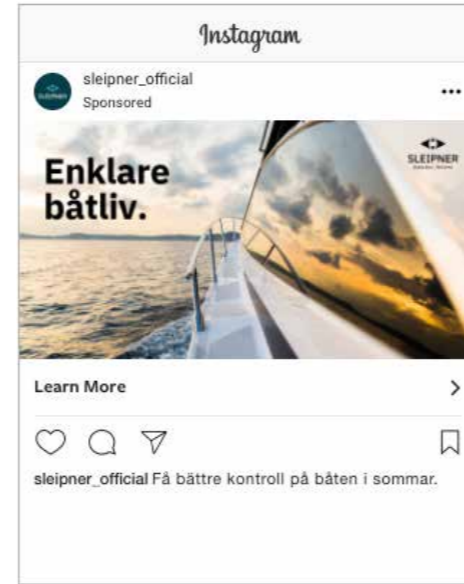 Instagram
sleipner_official
Sponsored
Enklare
båtliv.
SLEIPNER
Learn More
sleipner_official Få bättre kontroll på båten i sommar.